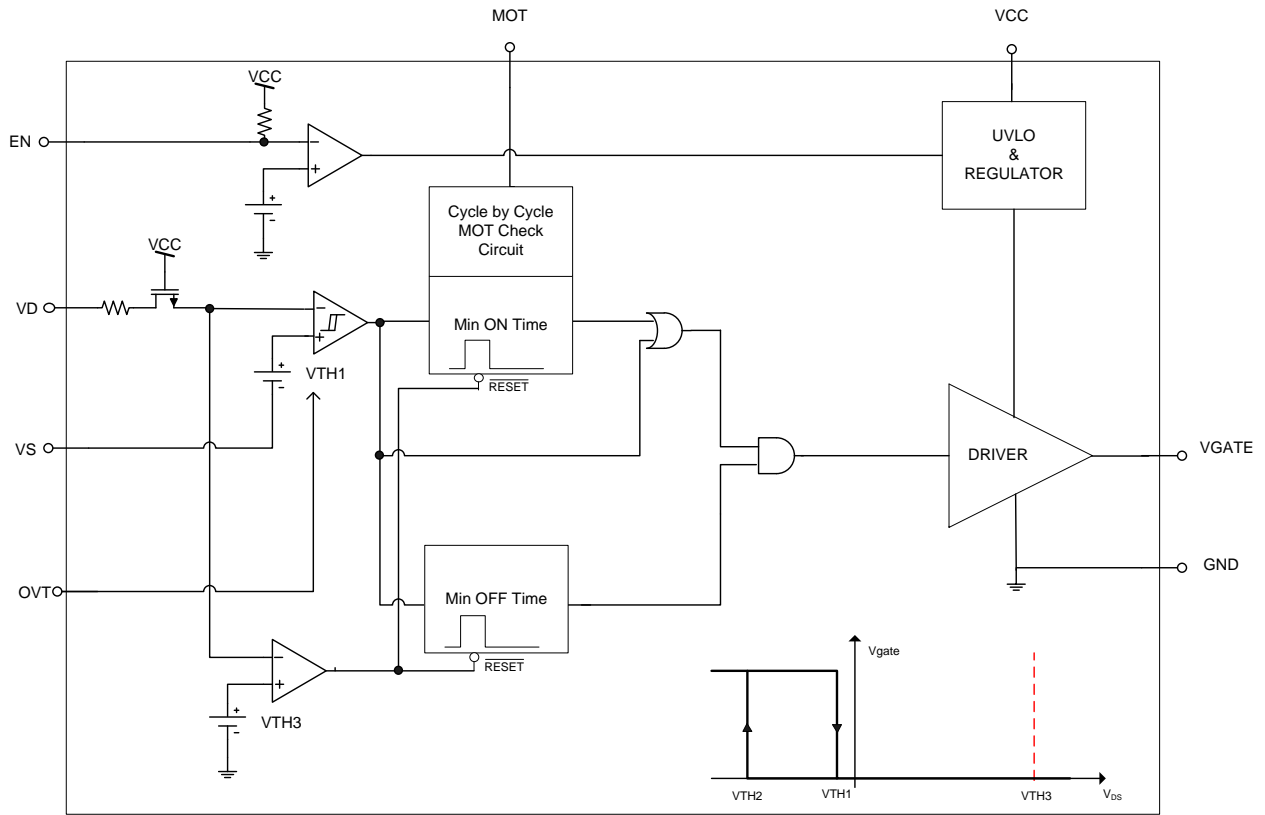 MOT
VCC
VCC
EN
−
+
+
-
UVLO
&
REGULATOR
Cycle by Cycle
MOT Check
Circuit
VCC
VD
−
+
+
-
VTH1
Min ON Time
RESET
VS
DRIVER
VGATE
GND
OVT
Min OFF Time
RESET
−
+
+
-
VTH3
Vgate
VTH2
VTH1
VTH3
VDS